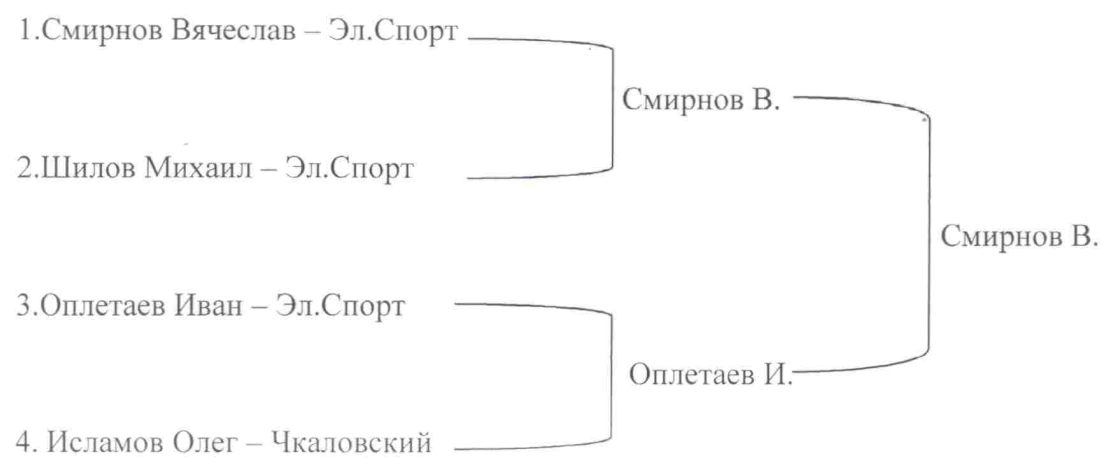 1.Смирнов Вячеслав – Эл.Спорт
Смирнов В.
2.Шилов Михаил – Эл.Спорт
Смирнов В.
3.Оплетаев Иван – Эл.Спорт
Оплетаев И.
4. Исламов Олег – Чкаловский